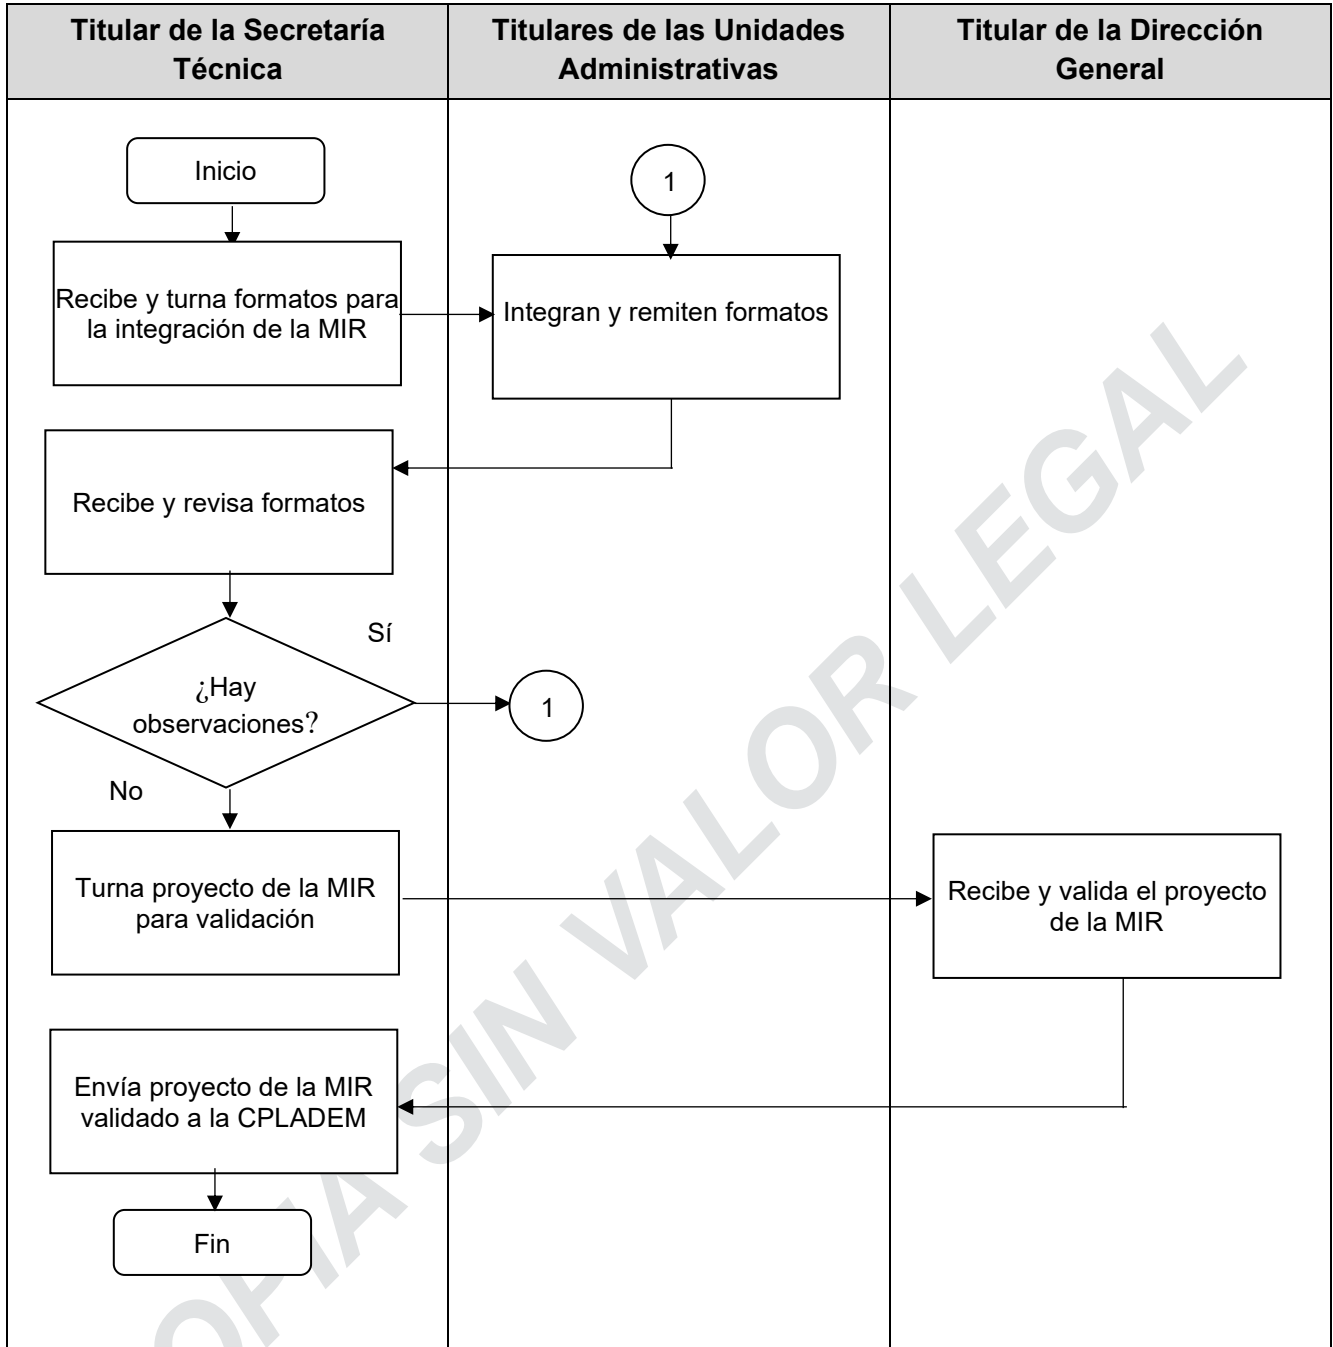 Titular de la Secretaría
Técnica
Titulares de las Unidades
Administrativas
Titular de la Dirección
General
Inicio
1
Recibe y turna formatos para
la integración de la MIR
Integran y remiten formatos
Recibe y revisa formatos
Sí
¿Hay
observaciones?
1
No
Turna proyecto de la MIR
para validación
Recibe y valida el proyecto
de la MIR
Envía proyecto de la MIR
validado a la CPLADEM
Fin
OPIA SIN VALOR LEGAL